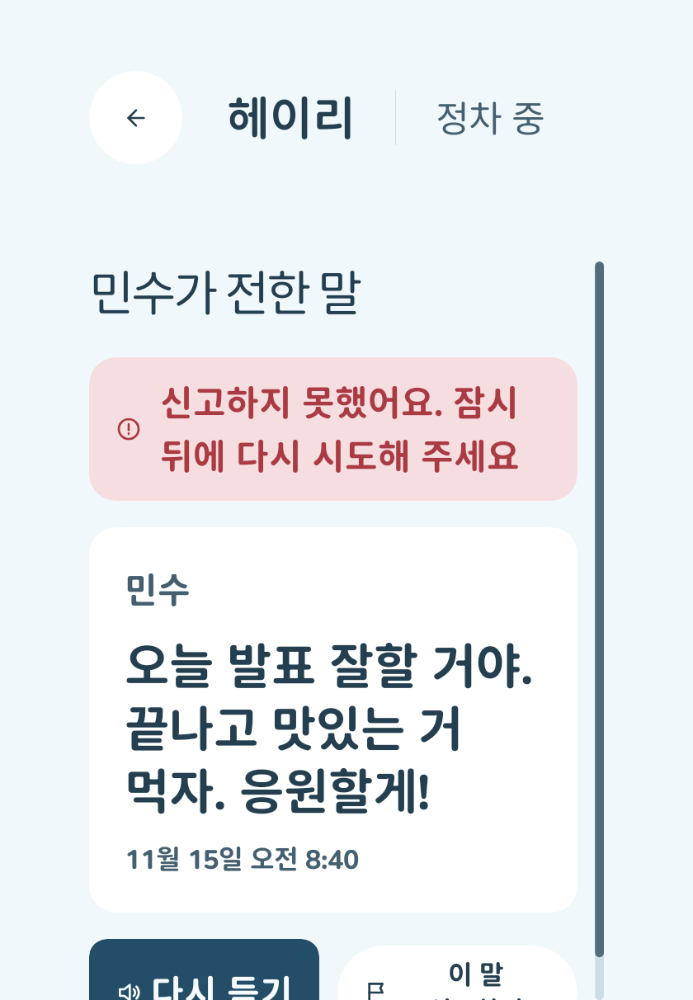 헤이리
정차 중
민수가 전한 말
신고하지 못했어요. 잠시
뒤에 다시 시도해 주세요
민수
오늘 발표 잘할 거야.
끝나고 맛있는 거
먹자. 응원할게!
11월 15일 오전 8:40
다시 듣기
이 말